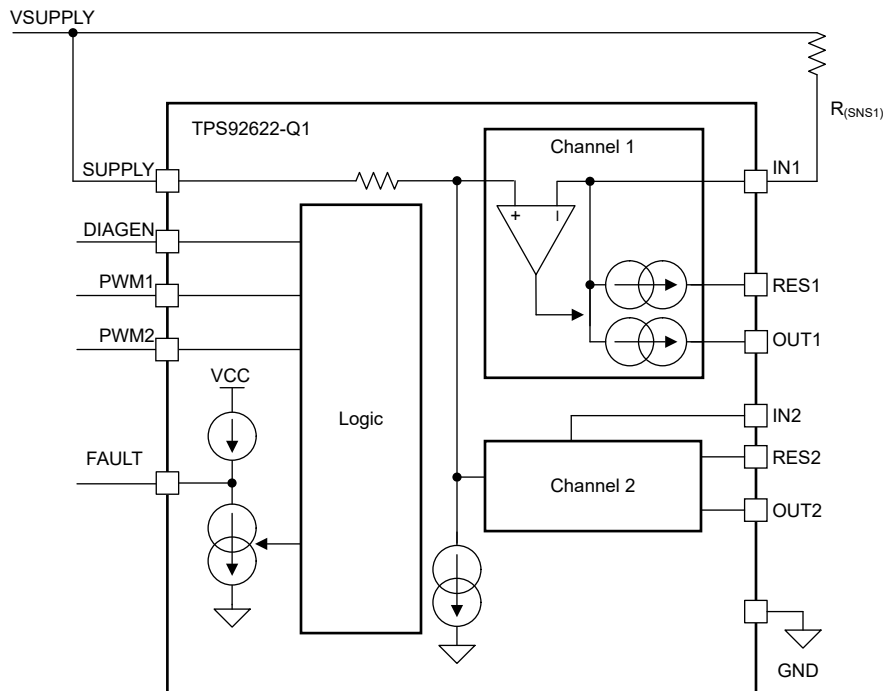 VSUPPLY
R(SNS1)
TPS92622-Q1
Channel 1
SUPPLY
IN1
+
−
DIAGEN
PWM1
RES1
PWM2
OUT1
VCC
IN2
Logic
FAULT
RES2
Channel 2
OUT2
GND